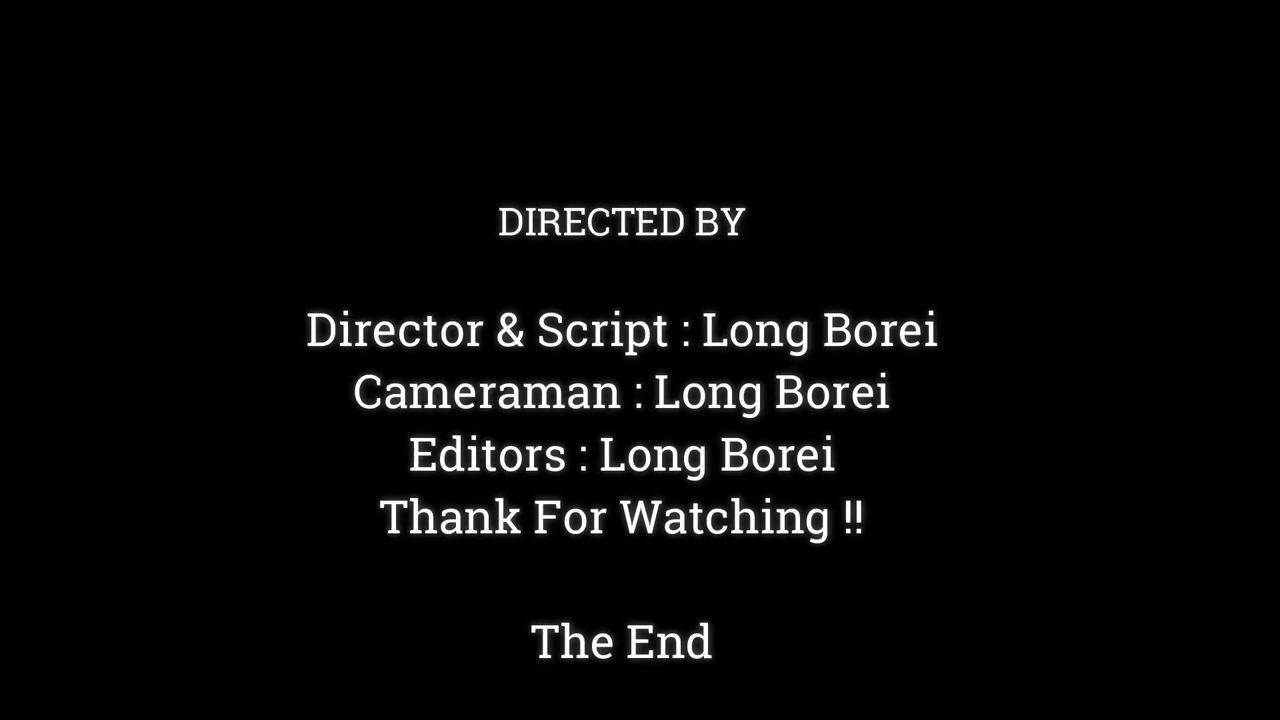 DIRECTED BY
Director & Script : Long Borei
Cameraman : Long Borei
Editors : Long Borei
Thank For Watching !!
The End